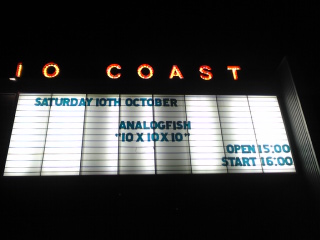 IO COAST
SATURDAY 10TH OCTOBER
ANALOGFISH
"10 X 10 X 10"
OPEN 15:00
START 16:00